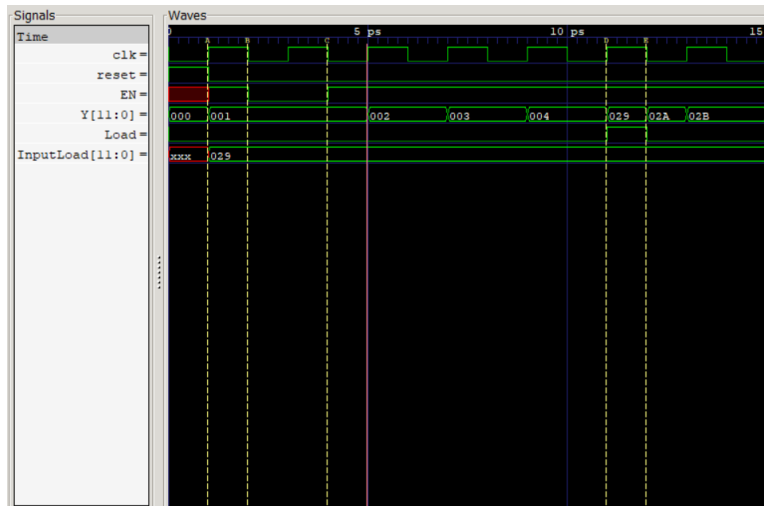 Signals
Waves
Time
0 5 ps 10 ps 15
A B C D E
clk=
reset=
EN=
Y[11:0]= 000 001 002 003 004 029 02A 02B
Load=
InputLoad[11:0]= xxx 029